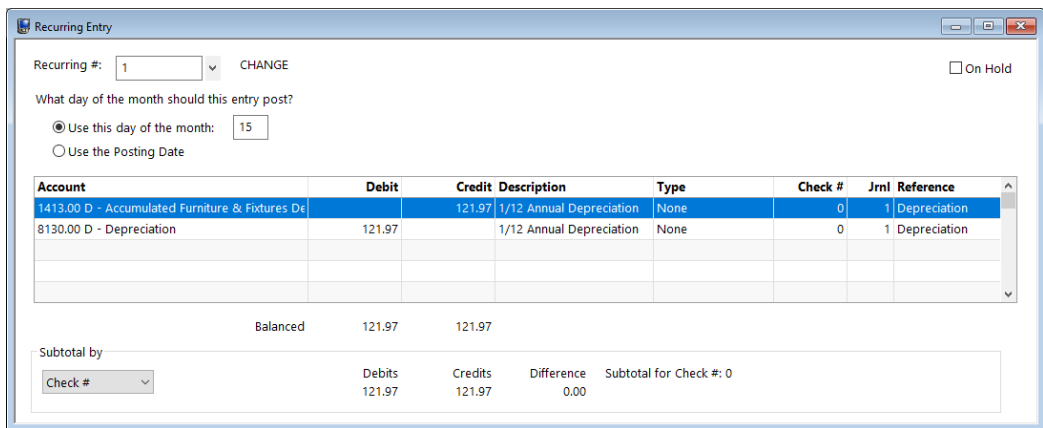 Recurring Entry
Recurring #: 1 CHANGE On Hold
What day of the month should this entry post?
Use this day of the month: 15
Use the Posting Date
Account Debit Credit Description Type Check # Jrnl Reference
1413.00 D - Accumulated Furniture & Fixtures De 121.97 1/12 Annual Depreciation None 0 1 Depreciation
8130.00 D - Depreciation 121.97 1/12 Annual Depreciation None 0 1 Depreciation
Balanced 121.97 121.97
Subtotal by
Check # Debits Credits Difference Subtotal for Check #: 0
121.97 121.97 0.00